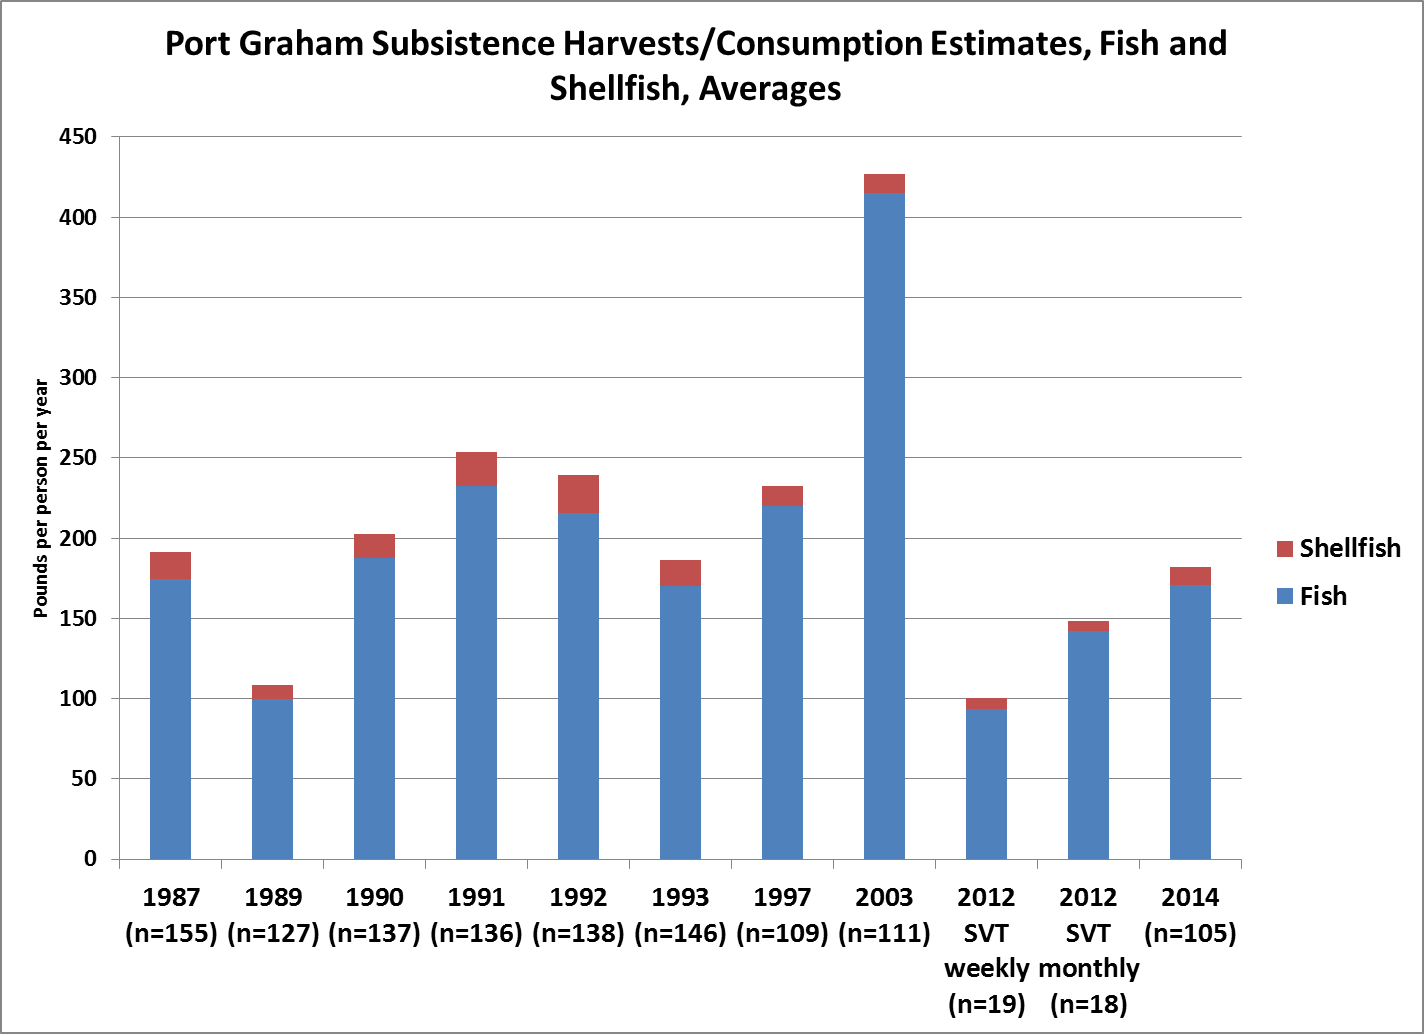 Port Graham Subsistence Harvests/Consumption Estimates, Fish and
Shellfish, Averages
450
400
350
300
250
200
150
100
50
0
Pounds per person per year
1987
(n=155)
1989
(n=127)
1990
(n=137)
1991
(n=136)
1992
(n=138)
1993
(n=146)
1997
(n=109)
2003
(n=111)
2012
SVT
weekly
(n=19)
2012
SVT
monthly
(n=18)
2014
(n=105)
Shellfish
Fish